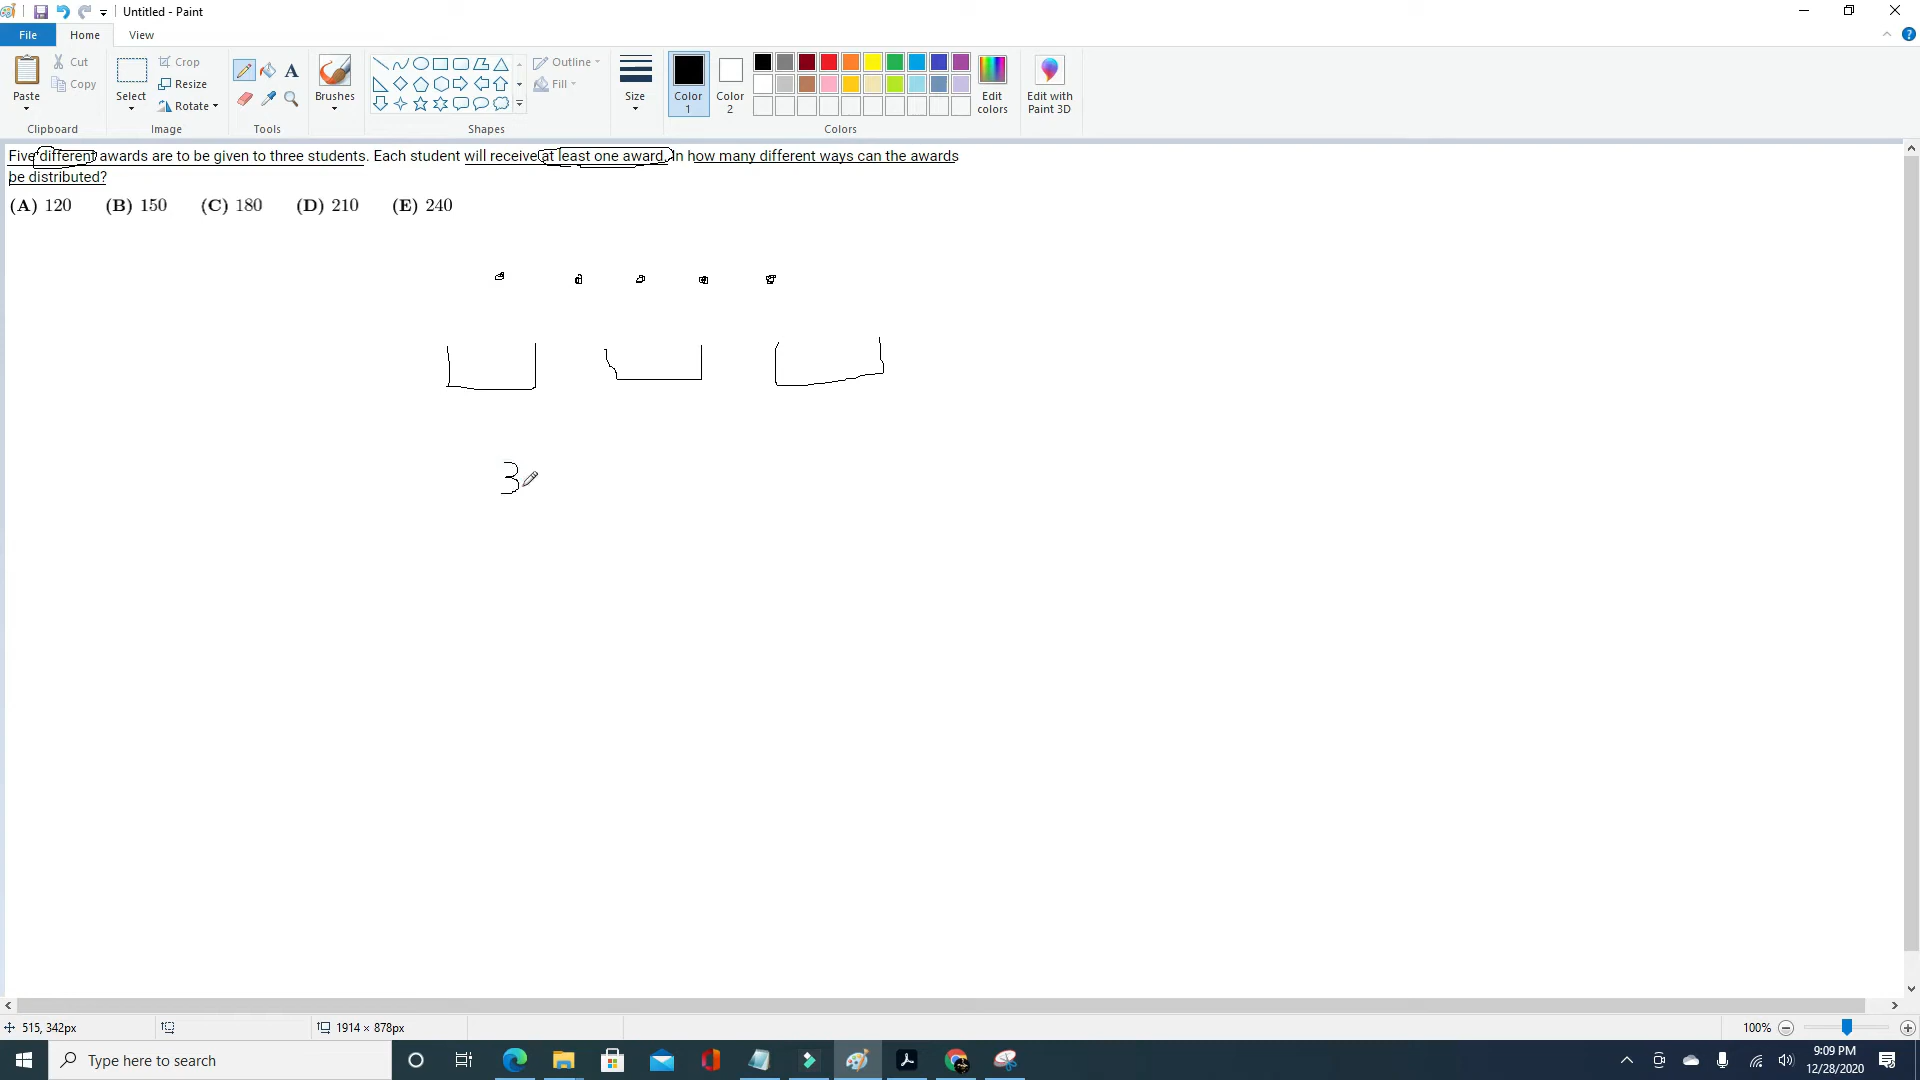 Untitled - Paint
File Home View
Cut
Crop
Copy
Resize
Paste
Select
Rotate
Brushes
Outline
Fill
Size
Color 1
Color 2
Edit colors
Edit with Paint 3D
Clipboard Image Tools Shapes Colors
Five different awards are to be given to three students. Each student will receive at least one award. In how many different ways can the awards
be distributed?
(A) 120 (B) 150 (C) 180 (D) 210 (E) 240
3
515, 342px 1914 × 878px 100%
Type here to search
9:09 PM
12/28/2020